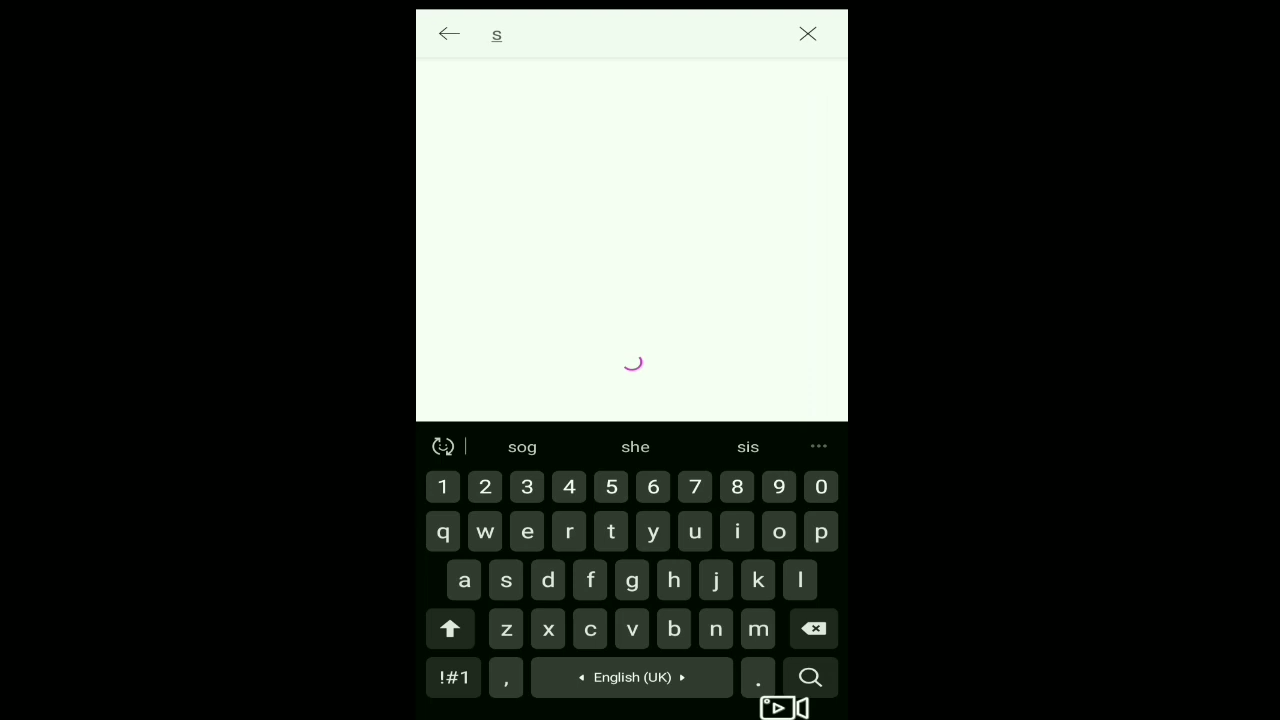 s
sog she sis
1 2 3 4 5 6 7 8 9 0
q w e r t y u i o p
a s d f g h j k l
z x c v b n m
!#1 , English (UK) .